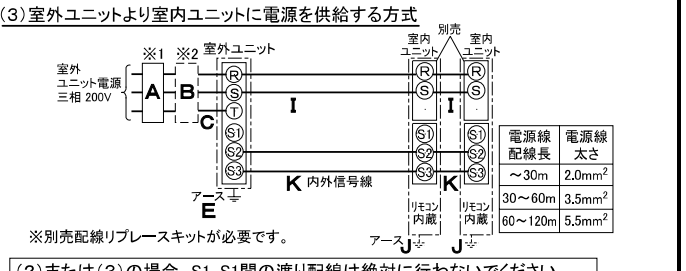 (3)室外ユニットより室内ユニットに電源を供給する方式
※1 ※2 室外ユニット
別売
室内
ユニット
室内
ユニット
室外
ユニット電源
三相 200V
A
B
C
R
S
T
S1
S2
S3
I
R
S
S1
S2
S3
I
R
S
S1
S2
S3
K 内外信号線
K
アース
E
リモコン
内蔵
リモコン
内蔵
アース J
J
電源線
配線長
電源線
太さ
~30m 2.0mm²
30~60m 3.5mm²
60~120m 5.5mm²
※別売配線リプレースキットが必要です。
(2)または(3)の場合、S1-S1間の渡り配線は絶対に行わないでください。